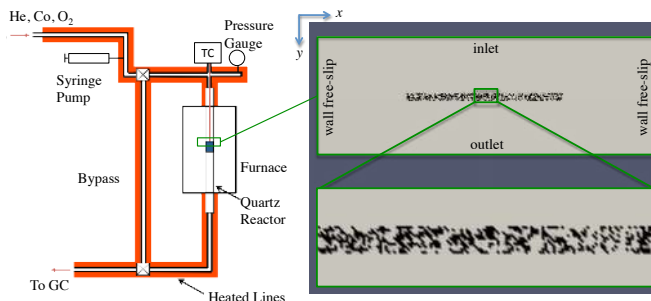 He, Co, O2
Pressure
Gauge
TC
Syringe
Pump
Bypass
Furnace
Quartz
Reactor
To GC
Heated Lines
x
y
inlet
wall free-slip
wall free-slip
outlet